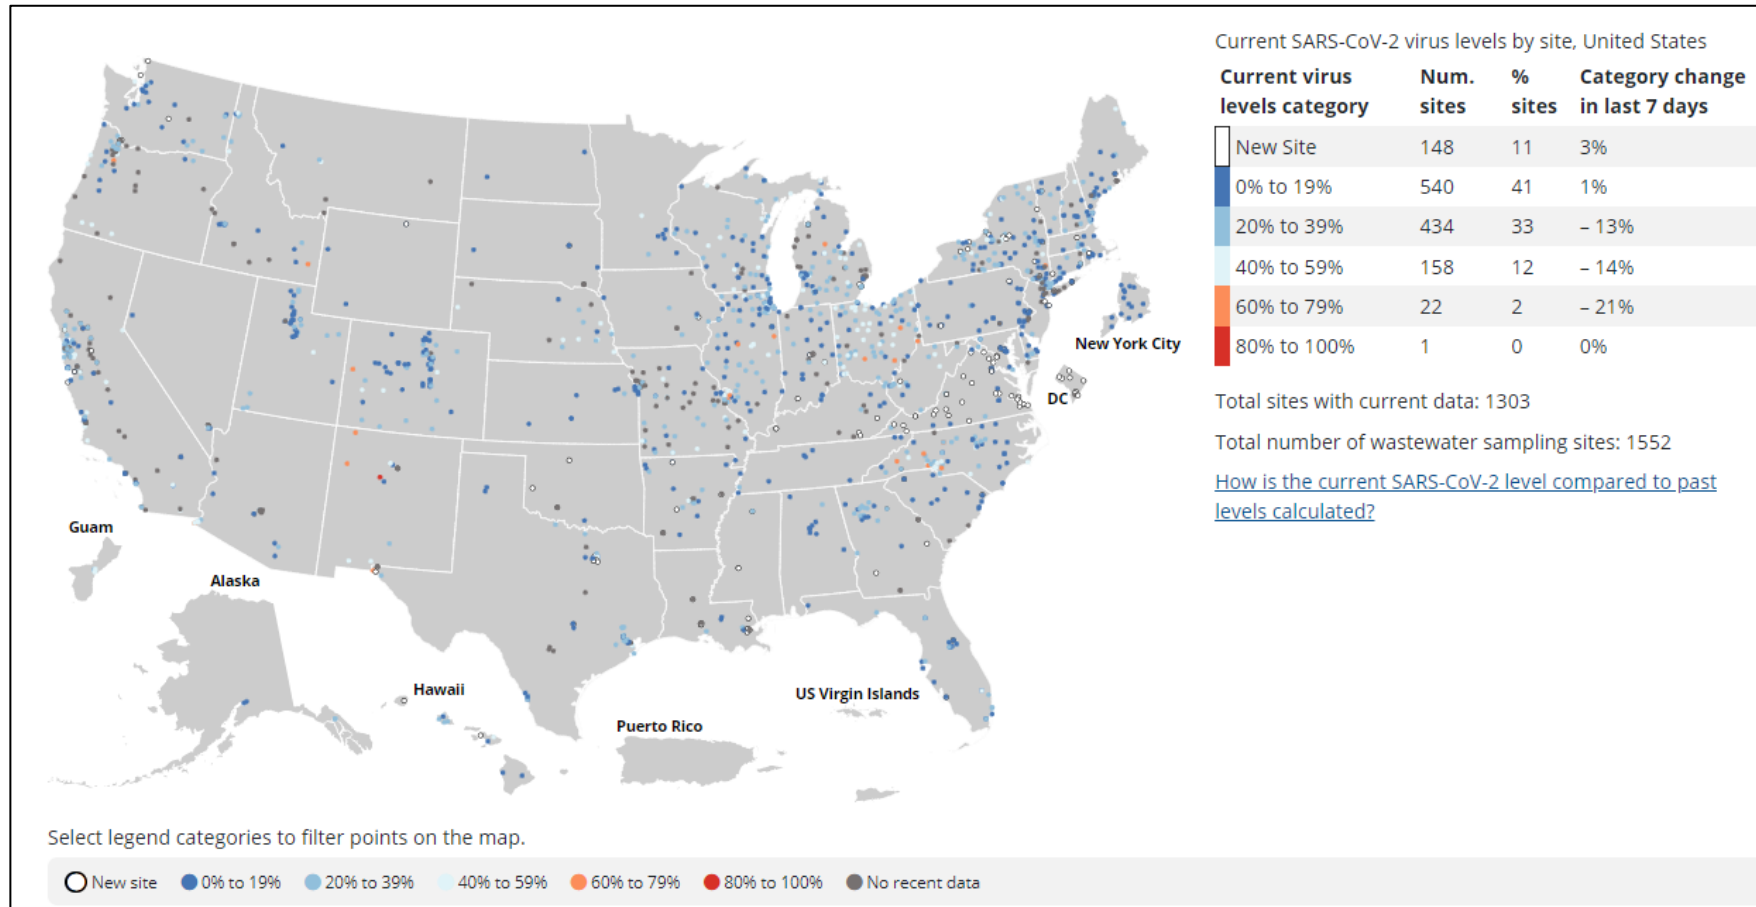 Current SARS-CoV-2 virus levels by site, United States
Current virus levels category Num. sites % sites Category change in last 7 days
New Site 148 11 3%
0% to 19% 540 41 1%
20% to 39% 434 33 – 13%
40% to 59% 158 12 – 14%
60% to 79% 22 2 – 21%
80% to 100% 1 0 0%
Total sites with current data: 1303
Total number of wastewater sampling sites: 1552
How is the current SARS-CoV-2 level compared to past
levels calculated?
New York City
DC
Guam
Alaska
Hawaii
US Virgin Islands
Puerto Rico
Select legend categories to filter points on the map.
New site 0% to 19% 20% to 39% 40% to 59% 60% to 79% 80% to 100% No recent data